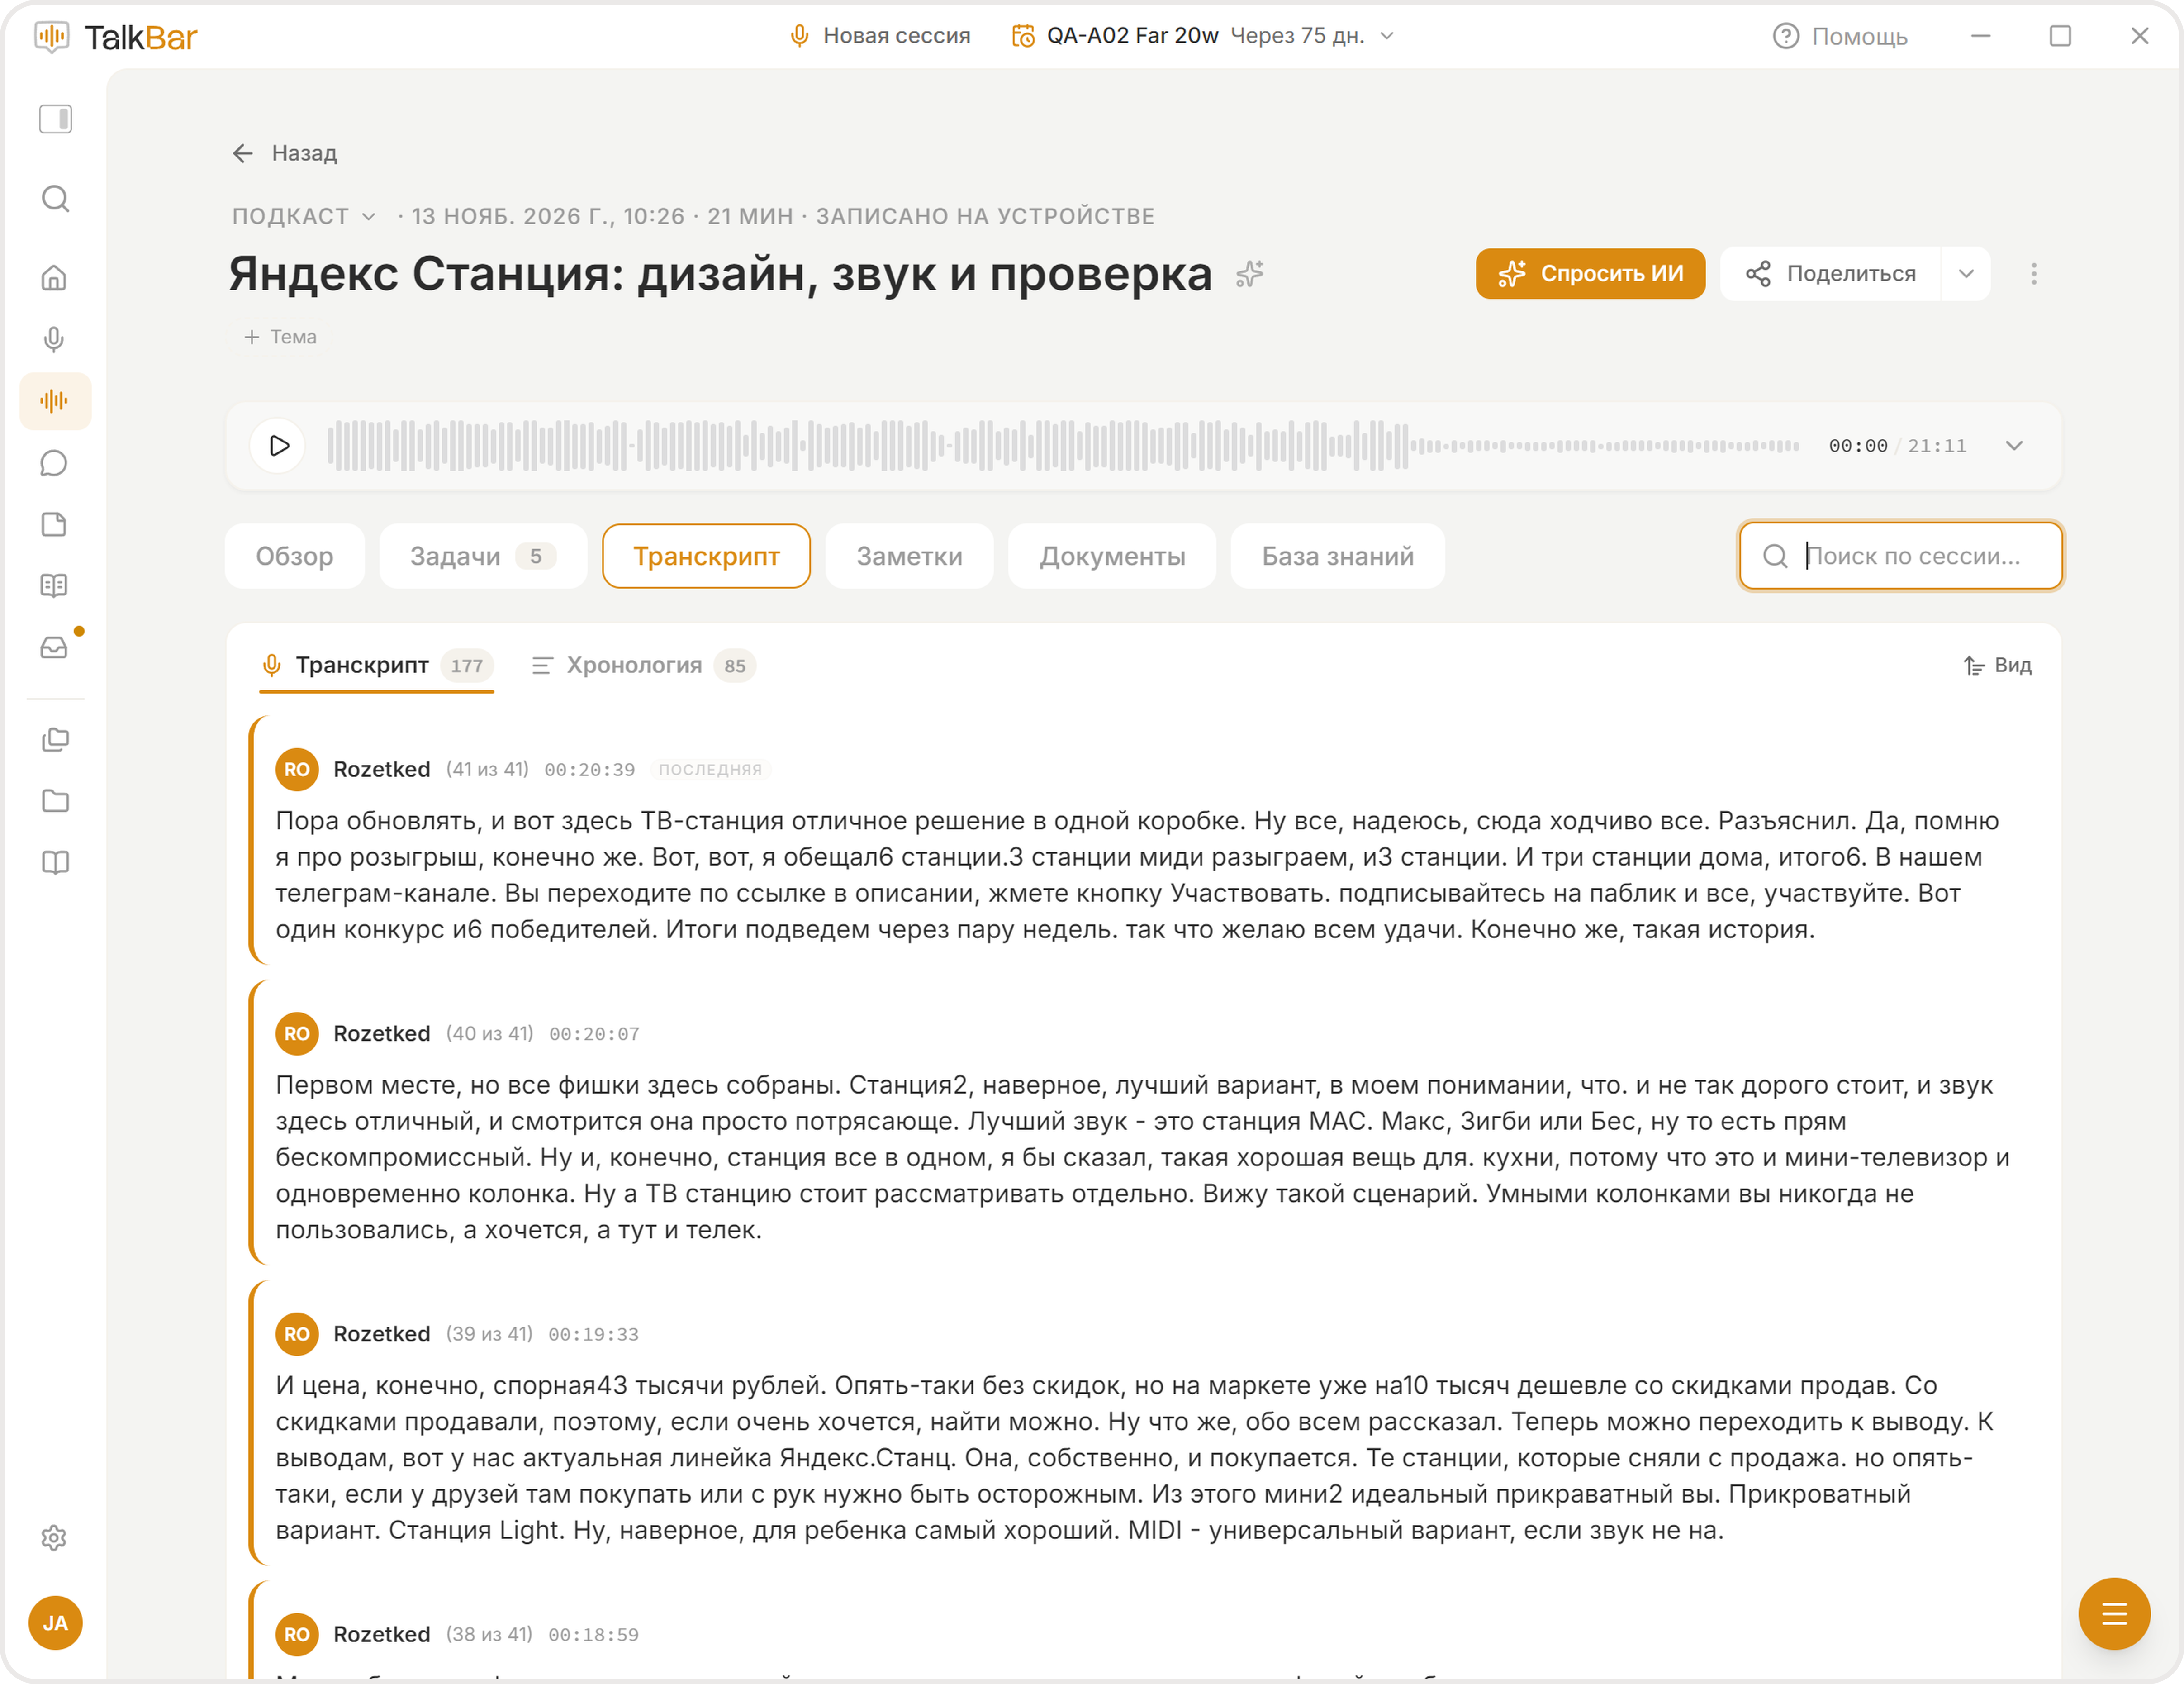 TalkBar
Новая сессия
QA-A02 Far 20w Через 75 дн.
Помощь
Назад
ПОДКАСТ · 13 НОЯБ. 2026 Г., 10:26 · 21 МИН · ЗАПИСАНО НА УСТРОЙСТВЕ
Яндекс Станция: дизайн, звук и проверка
Спросить ИИ
Поделиться
+ Тема
00:00 / 21:11
Обзор
Задачи 5
Транскрипт
Заметки
Документы
База знаний
Поиск по сессии...
Транскрипт 177
Хронология 85
Вид
RO Rozetked (41 из 41) 00:20:39 ПОСЛЕДНЯЯ
Пора обновлять, и вот здесь ТВ-станция отличное решение в одной коробке. Ну все, надеюсь, сюда ходчиво все. Разъяснил. Да, помню
я про розыгрыш, конечно же. Вот, вот, я обещал6 станции.3 станции миди разыграем, и3 станции. И три станции дома, итого6. В нашем
телеграм-канале. Вы переходите по ссылке в описании, жмете кнопку Участвовать. подписывайтесь на паблик и все, участвуйте. Вот
один конкурс и6 победителей. Итоги подведем через пару недель. так что желаю всем удачи. Конечно же, такая история.
RO Rozetked (40 из 41) 00:20:07
Первом месте, но все фишки здесь собраны. Станция2, наверное, лучший вариант, в моем понимании, что. и не так дорого стоит, и звук
здесь отличный, и смотрится она просто потрясающе. Лучший звук - это станция МАС. Макс, Зигби или Бес, ну то есть прям
бескомпромиссный. Ну и, конечно, станция все в одном, я бы сказал, такая хорошая вещь для. кухни, потому что это и мини-телевизор и
одновременно колонка. Ну а ТВ станцию стоит рассматривать отдельно. Вижу такой сценарий. Умными колонками вы никогда не
пользовались, а хочется, а тут и телек.
RO Rozetked (39 из 41) 00:19:33
И цена, конечно, спорная43 тысячи рублей. Опять-таки без скидок, но на маркете уже на10 тысяч дешевле со скидками продав. Со
скидками продавали, поэтому, если очень хочется, найти можно. Ну что же, обо всем рассказал. Теперь можно переходить к выводу. К
выводам, вот у нас актуальная линейка Яндекс.Станц. Она, собственно, и покупается. Те станции, которые сняли с продажа. но опять-
таки, если у друзей там покупать или с рук нужно быть осторожным. Из этого мини2 идеальный прикраватный вы. Прикроватный
вариант. Станция Light. Ну, наверное, для ребенка самый хороший. MIDI - универсальный вариант, если звук не на.
RO Rozetked (38 из 41) 00:18:59
JA